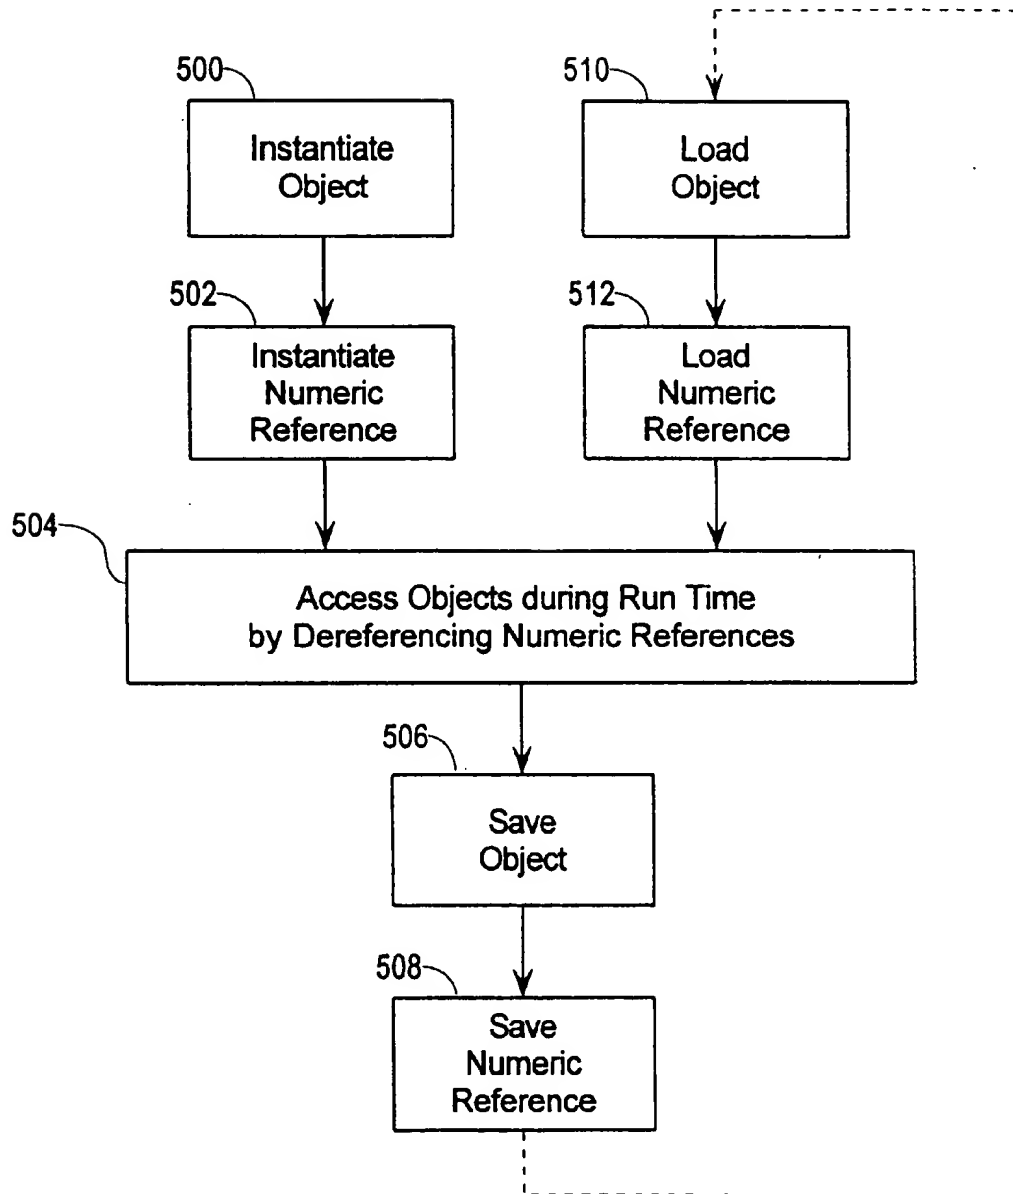 500
Instantiate
Object
510
Load
Object
502
Instantiate
Numeric
Reference
512
Load
Numeric
Reference
504
Access Objects during Run Time
by Dereferencing Numeric References
506
Save
Object
508
Save
Numeric
Reference